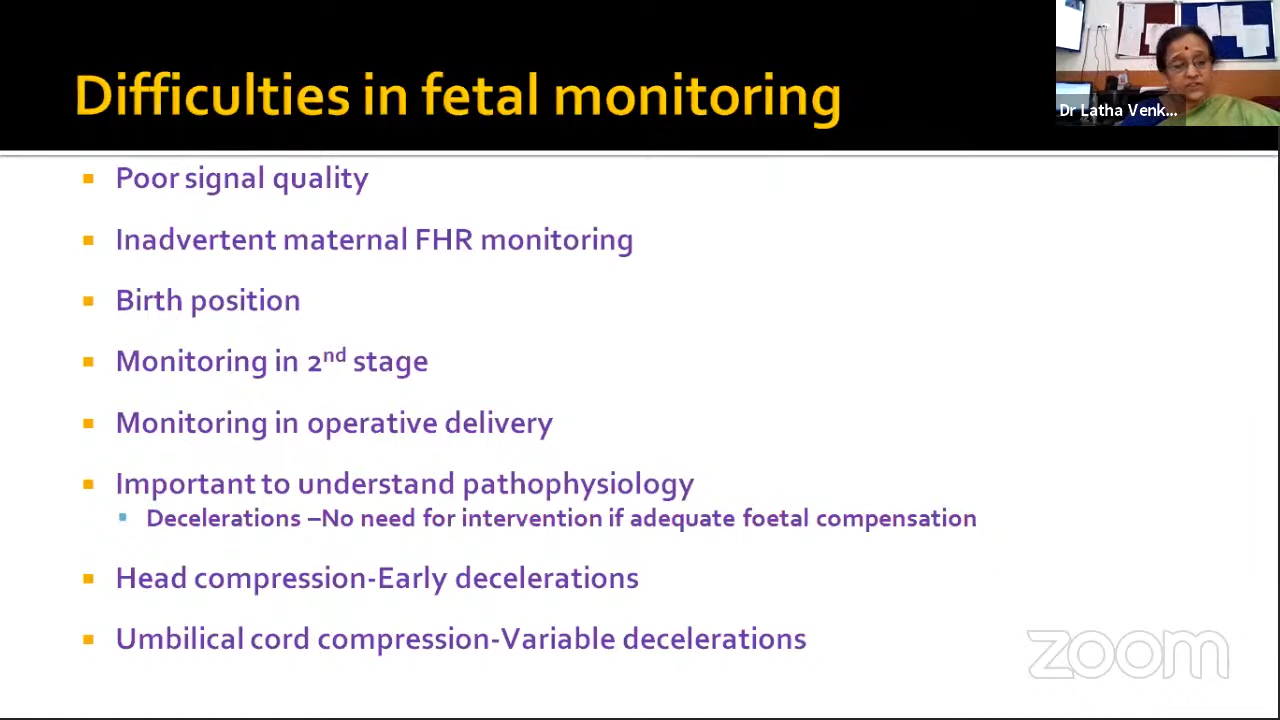 Difficulties in fetal monitoring
Dr Latha Venk...
Poor signal quality
Inadvertent maternal FHR monitoring
Birth position
Monitoring in 2nd stage
Monitoring in operative delivery
Important to understand pathophysiology
Decelerations –No need for intervention if adequate foetal compensation
Head compression-Early decelerations
Umbilical cord compression-Variable decelerations
zoom